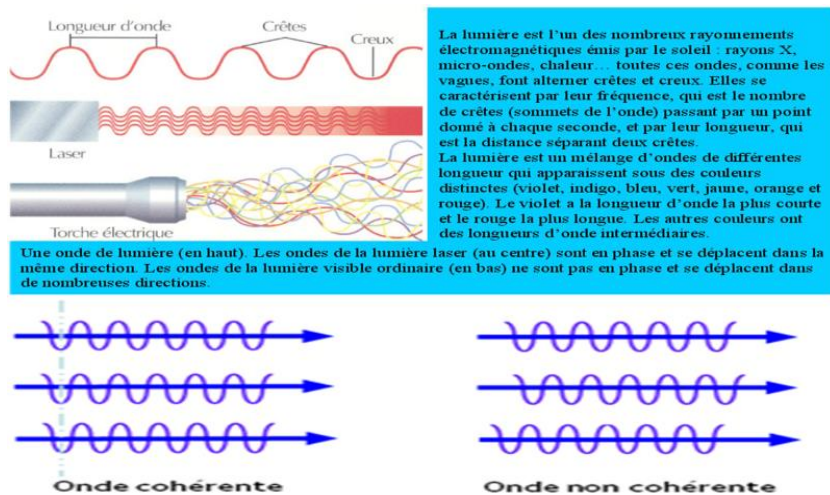 Longueur d'onde
Crêtes
Creux
Laser
Torche électrique
La lumière est l'un des nombreux rayonnements
électromagnétiques émis par le soleil : rayons X,
micro-ondes, chaleur... toutes ces ondes, comme les
vagues, font alterner crêtes et creux. Elles se
caractérisent par leur fréquence, qui est le nombre
de crêtes (sommets de l'onde) passant par un point
donné à chaque seconde, et par leur longueur, qui
est la distance séparant deux crêtes.
La lumière est un mélange d'ondes de différentes
longueur qui apparaissent sous des couleurs
distinctes (violet, indigo, bleu, vert, jaune, orange et
rouge). Le violet a la longueur d'onde la plus courte
et le rouge la plus longue. Les autres couleurs ont
des longueurs d'onde intermédiaires.
Une onde de lumière (en haut). Les ondes de la lumière laser (au centre) sont en phase et se déplacent dans la
même direction. Les ondes de la lumière visible ordinaire (en bas) ne sont pas en phase et se déplacent dans
de nombreuses directions.
Onde cohérente
Onde non cohérente